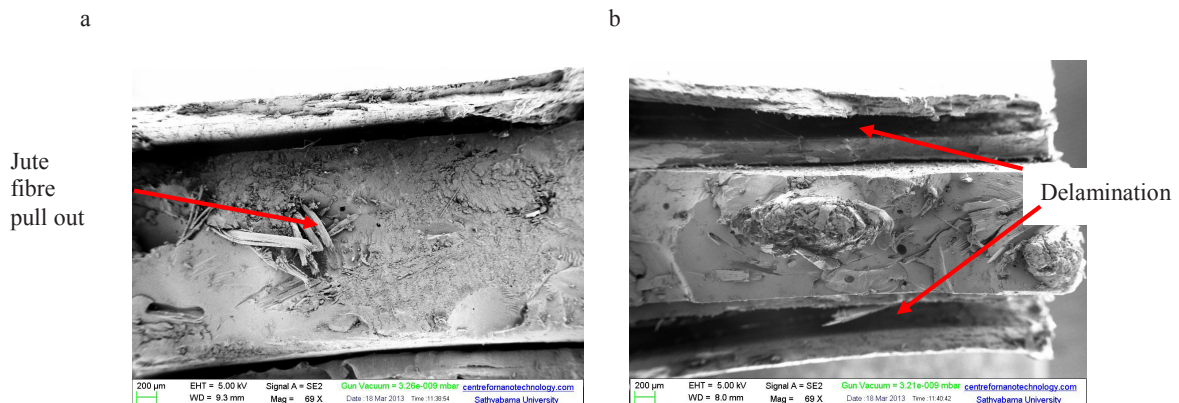 a
b
Jute
fibre
pull out
Delamination
200 µm
EHT = 5.00 kV
Signal A = SE2
Gun Vacuum = 3.26e-009 mbar
centrefornanotechnology.com
WD = 9.3 mm
Mag = 69 X
Date :18 Mar 2013
Time :11:38:54
Sathyabama University
200 µm
EHT = 5.00 kV
Signal A = SE2
Gun Vacuum = 3.21e-009 mbar
centrefornanotechnology.com
WD = 8.0 mm
Mag = 69 X
Date :18 Mar 2013
Time :11:40:42
Sathyabama University